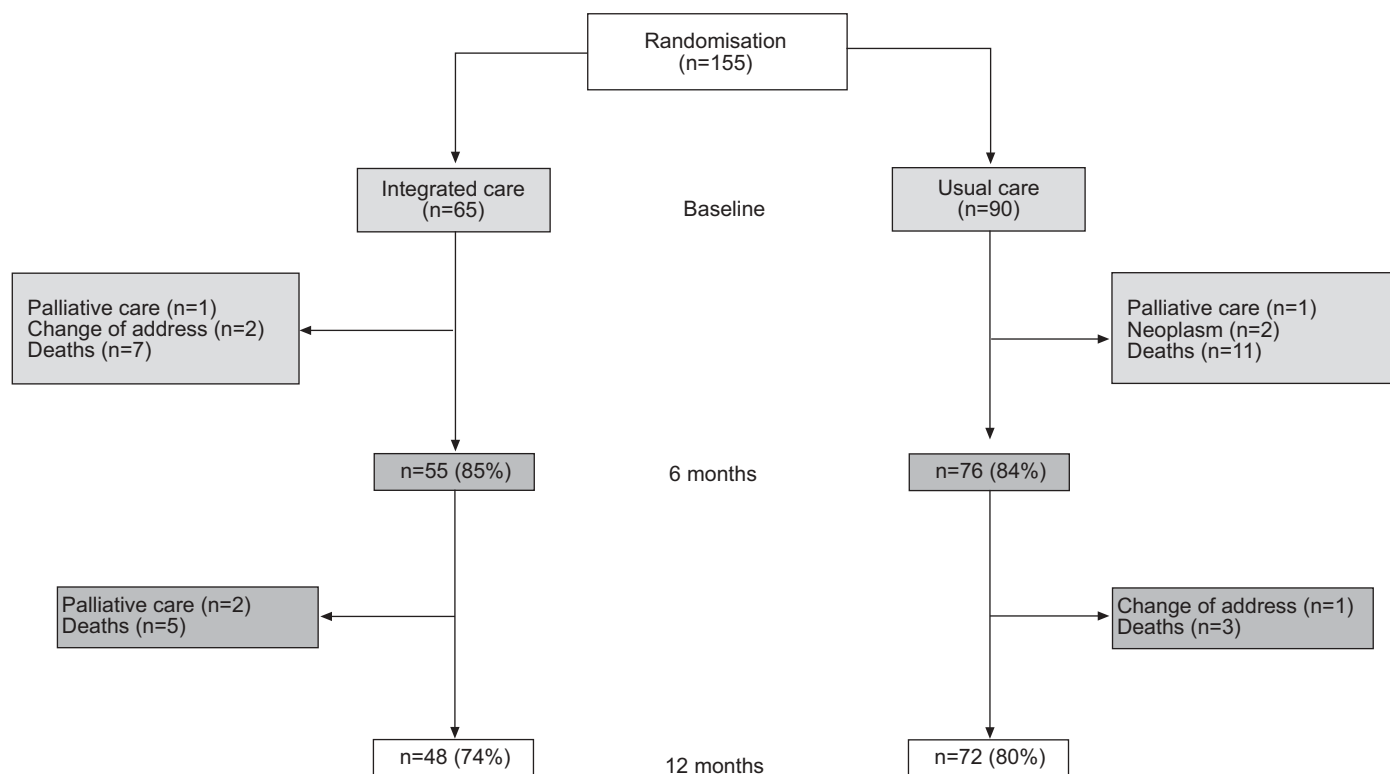 Randomisation
(n=155)
Integrated care
(n=65)
Baseline
Usual care
(n=90)
Palliative care (n=1)
Change of address (n=2)
Deaths (n=7)
Palliative care (n=1)
Neoplasm (n=2)
Deaths (n=11)
n=55 (85%)
6 months
n=76 (84%)
Palliative care (n=2)
Deaths (n=5)
Change of address (n=1)
Deaths (n=3)
n=48 (74%)
12 months
n=72 (80%)